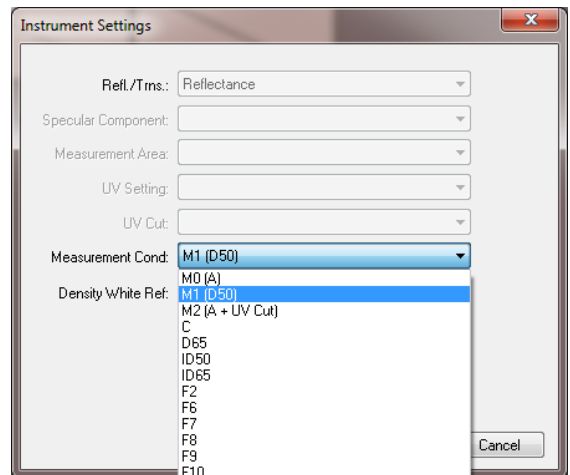 Instrument Settings
Refl./Trns.: Reflectance
Specular Component:
Measurement Area:
UV Setting:
UV Cut:
Measurement Cond: M1 (D50)
Density White Ref:
M0 (A)
M1 (D50)
M2 (A + UV Cut)
C
D65
ID50
ID65
F2
F6
F7
F8
F9
F10
Cancel